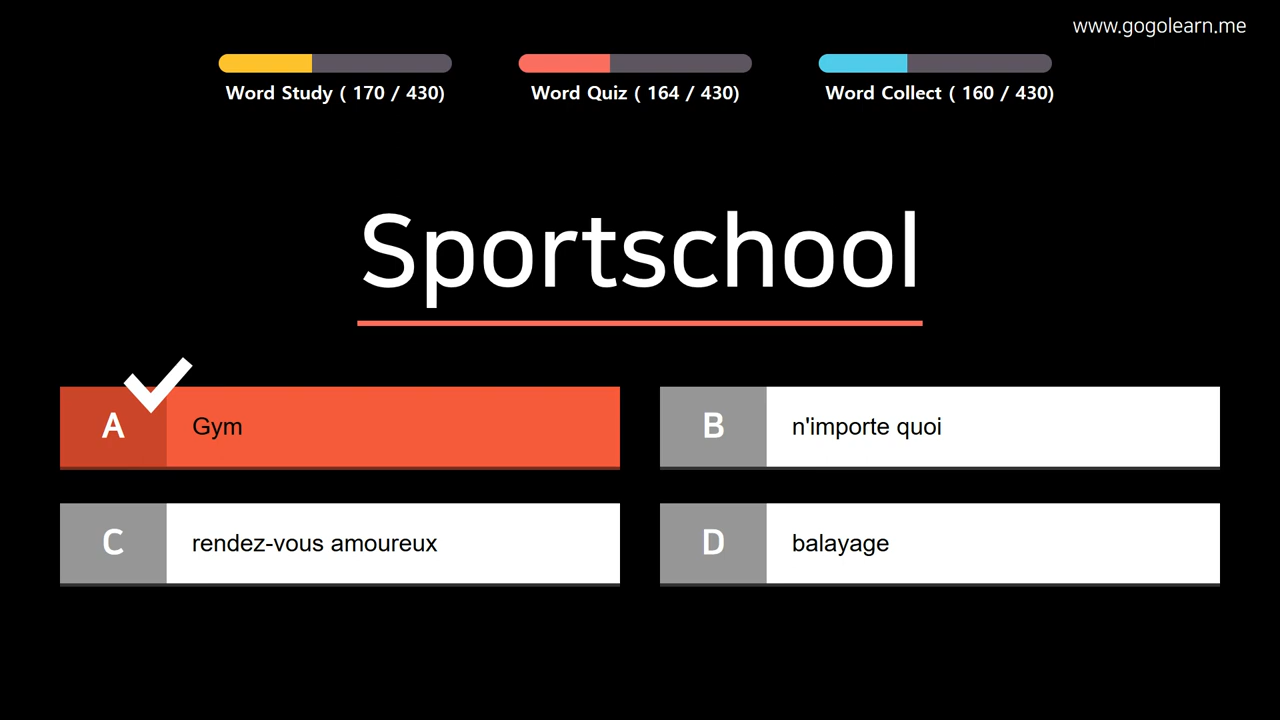 www.gogolearn.me
Word Study ( 170 / 430)
Word Quiz ( 164 / 430)
Word Collect ( 160 / 430)
Sportschool
A Gym
B n'importe quoi
C rendez-vous amoureux
D balayage